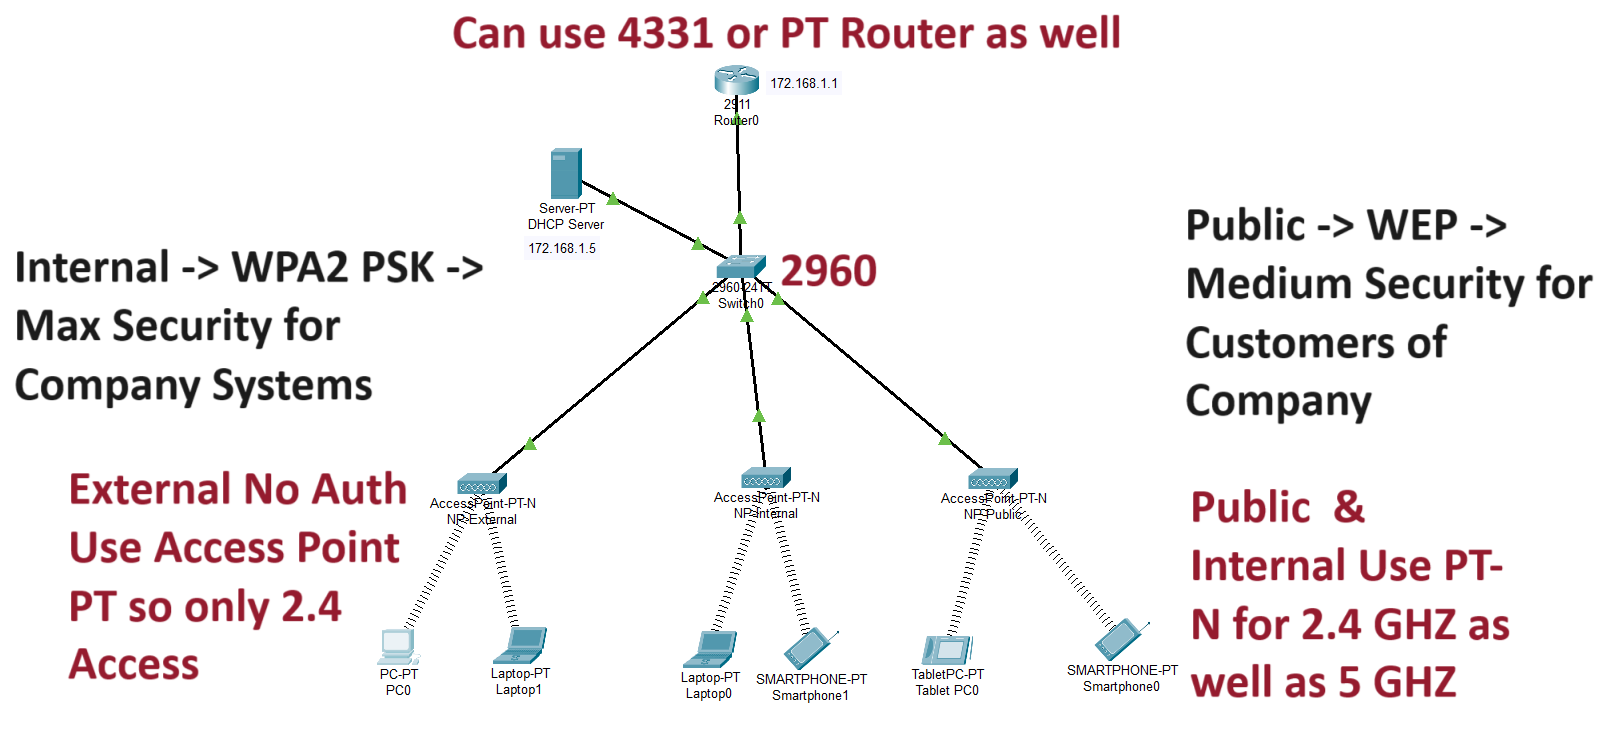 Can use 4331 or PT Router as well
172.168.1.1
2911
Router0
Server-PT
DHCP Server
172.168.1.5
Internal -> WPA2 PSK ->
Max Security for
Company Systems
2960
2960-24TT
Switch0
Public -> WEP ->
Medium Security for
Customers of
Company
External No Auth
Use Access Point
PT so only 2.4
Access
AccessPoint-PT-N
NP-External
AccessPoint-PT-N
NP Internal
AccessPoint-PT-N
NP Public
Public &
Internal Use PT-
N for 2.4 GHZ as
well as 5 GHZ
PC-PT
PC0
Laptop-PT
Laptop1
Laptop-PT
Laptop0
SMARTPHONE-PT
Smartphone1
TabletPC-PT
Tablet PC0
SMARTPHONE-PT
Smartphone0